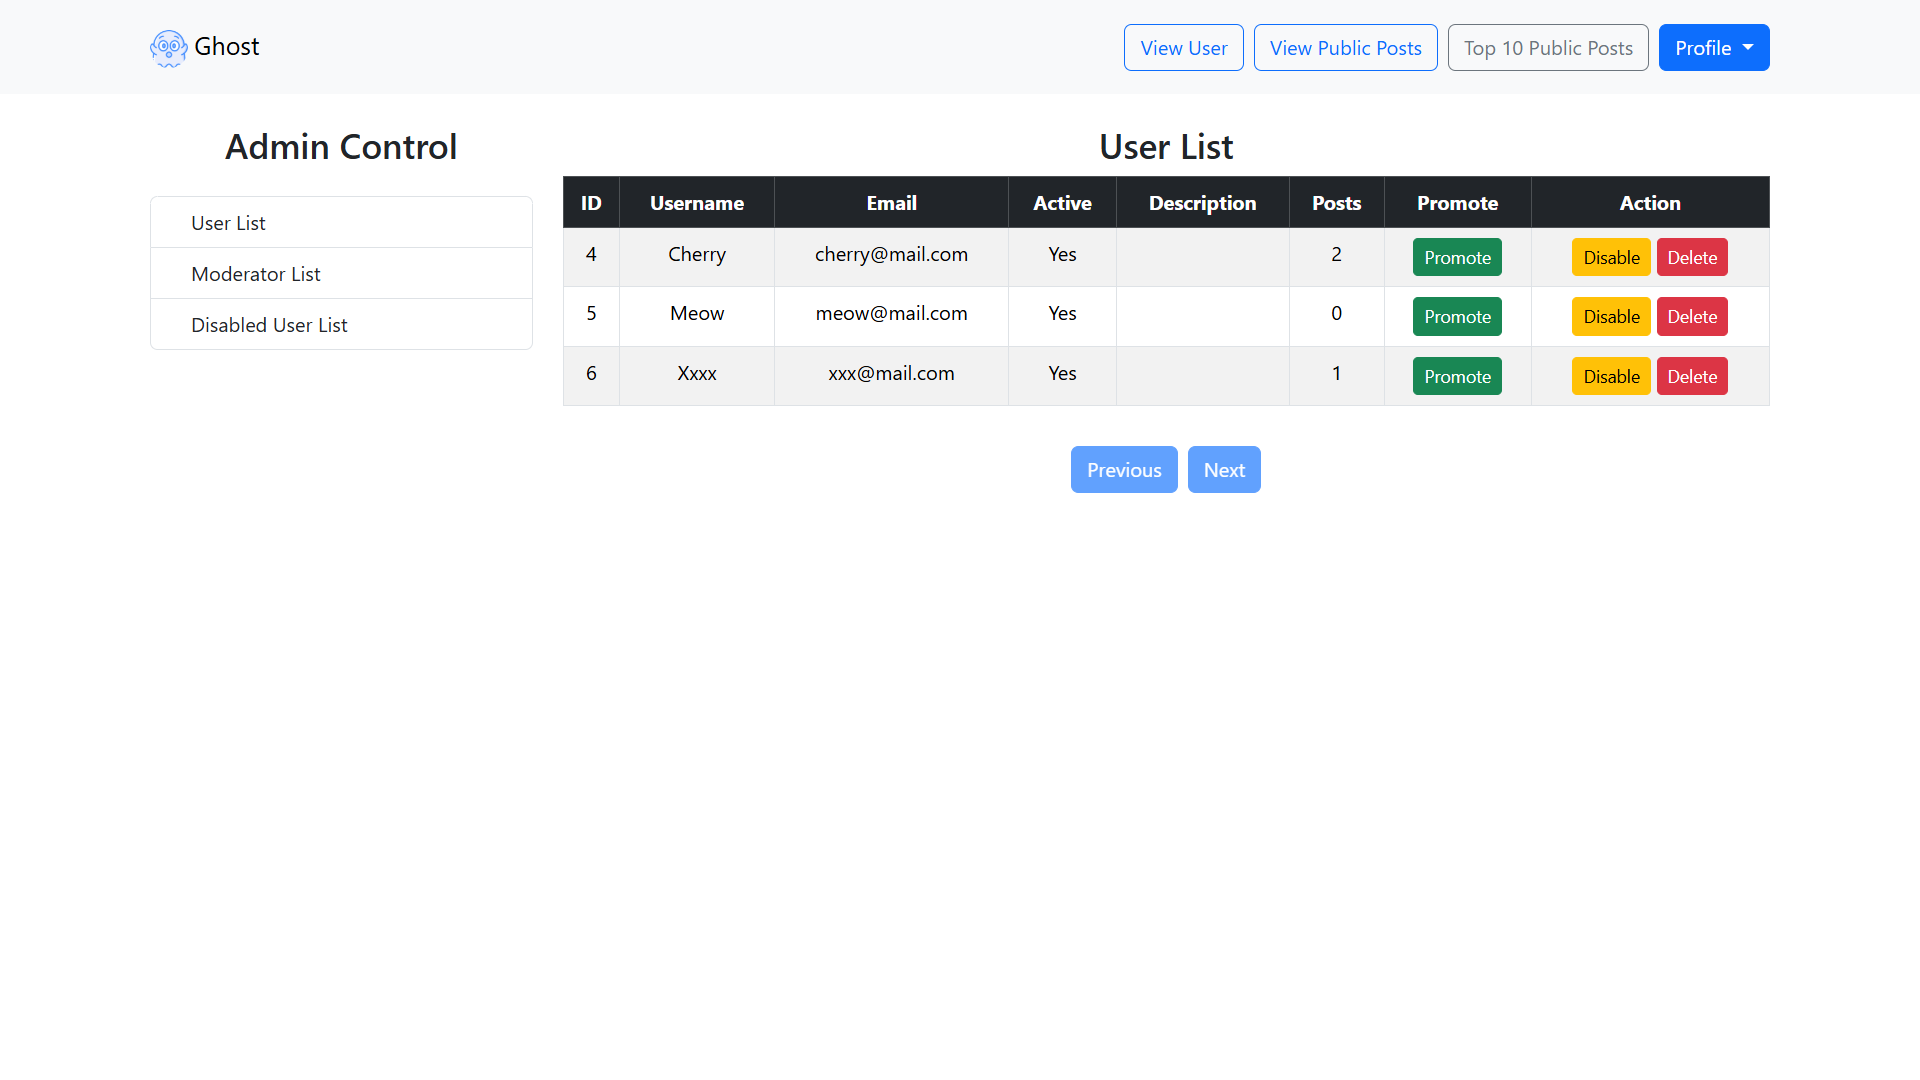 Ghost
View User
View Public Posts
Top 10 Public Posts
Profile
Admin Control
User List
Moderator List
Disabled User List
User List
ID Username Email Active Description Posts Promote Action
4 Cherry cherry@mail.com Yes 2 Promote Disable Delete
5 Meow meow@mail.com Yes 0 Promote Disable Delete
6 Xxxx xxx@mail.com Yes 1 Promote Disable Delete
Previous Next